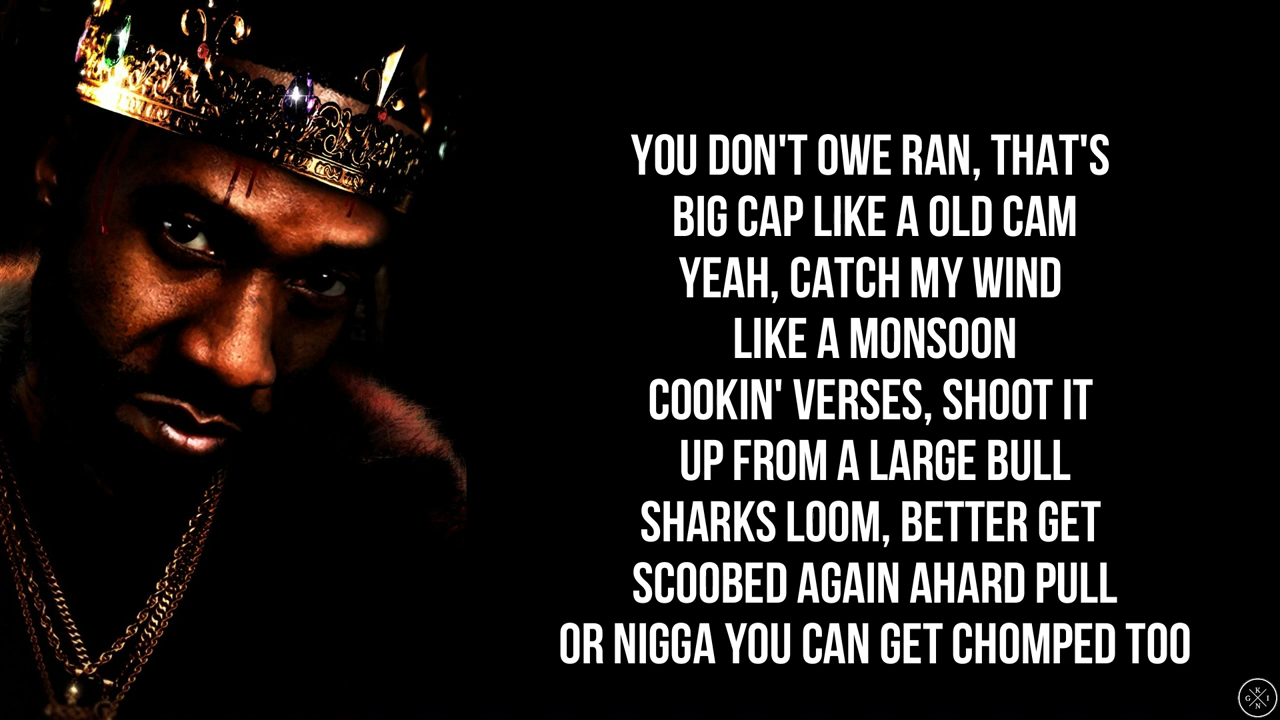 YOU DON'T OWE RAN, THAT'S
BIG CAP LIKE A OLD CAM
YEAH, CATCH MY WIND
LIKE A MONSOON
COOKIN' VERSES, SHOOT IT
UP FROM A LARGE BULL
SHARKS LOOM, BETTER GET
SCOOBED AGAIN AHARD PULL
OR NIGGA YOU CAN GET CHOMPED TOO
K
G I
N